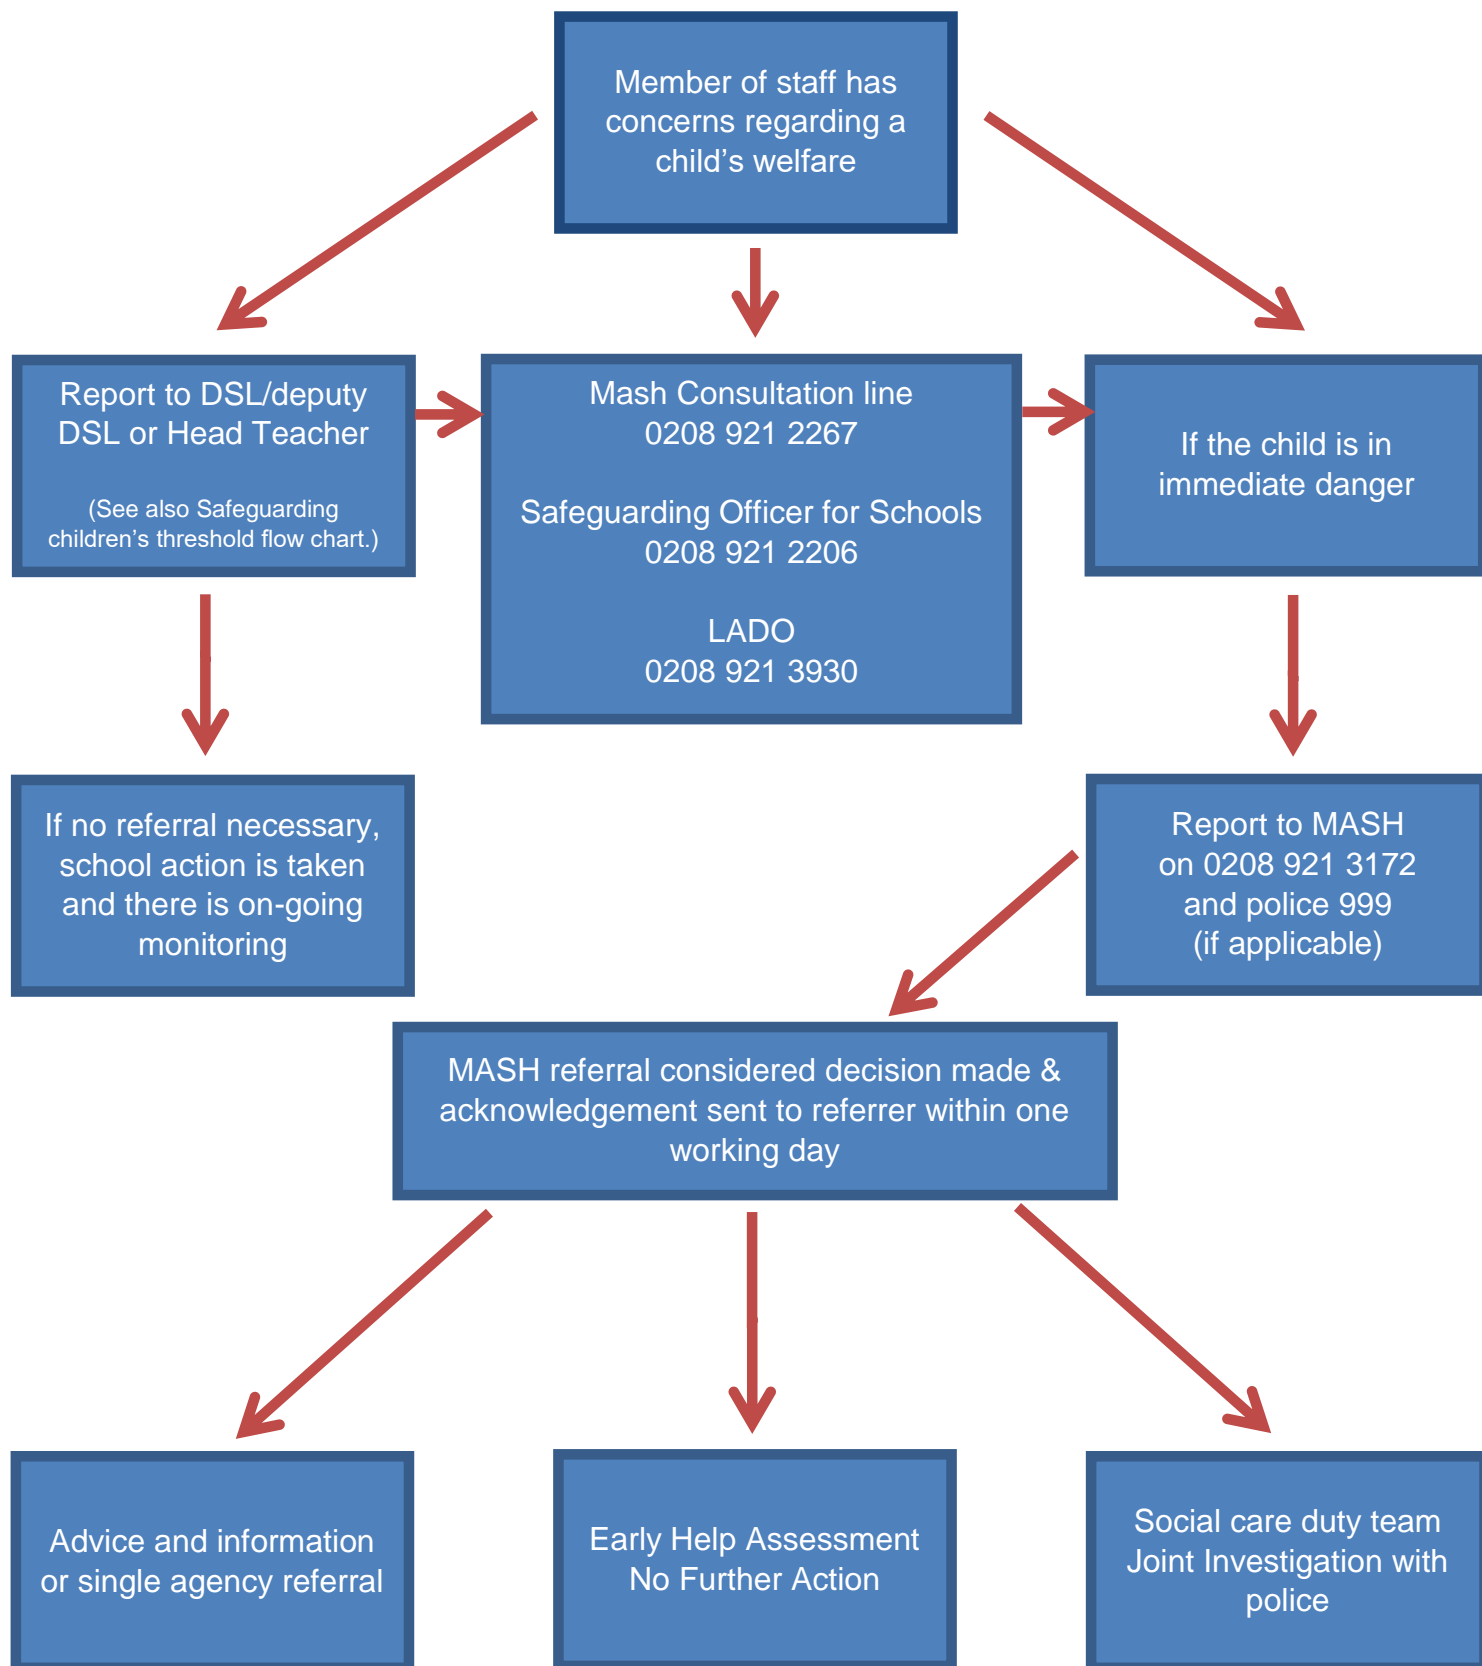 Member of staff has
concerns regarding a
child’s welfare
Report to DSL/deputy
DSL or Head Teacher
(See also Safeguarding
children’s threshold flow chart.)
Mash Consultation line
0208 921 2267
Safeguarding Officer for Schools
0208 921 2206
LADO
0208 921 3930
If the child is in
immediate danger
If no referral necessary,
school action is taken
and there is on-going
monitoring
Report to MASH
on 0208 921 3172
and police 999
(if applicable)
MASH referral considered decision made &
acknowledgement sent to referrer within one
working day
Advice and information
or single agency referral
Early Help Assessment
No Further Action
Social care duty team
Joint Investigation with
police